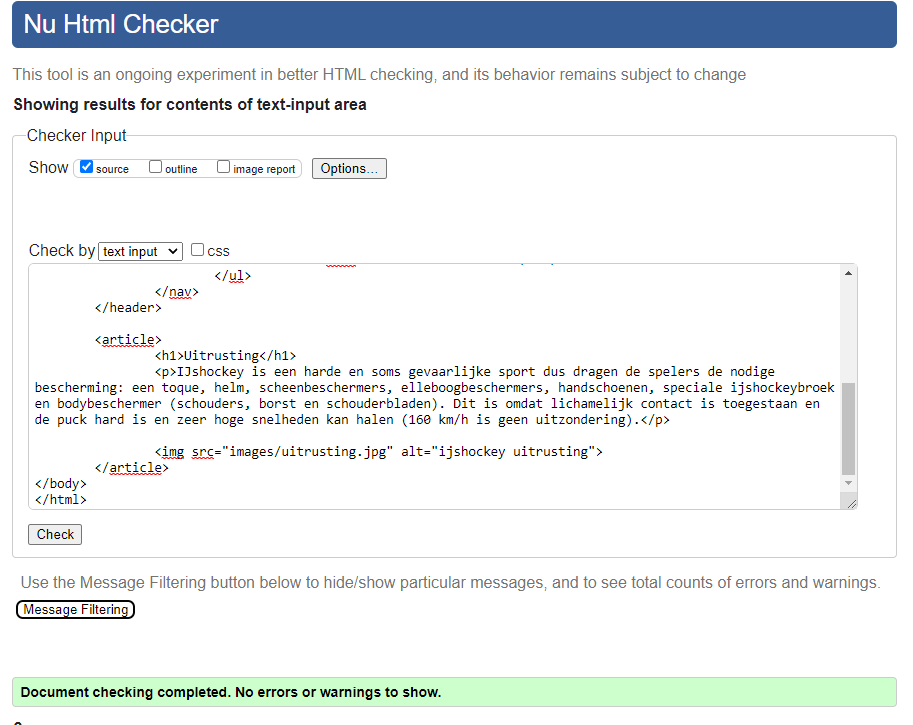 Nu Html Checker
This tool is an ongoing experiment in better HTML checking, and its behavior remains subject to change
Showing results for contents of text-input area
Checker Input
Show source outline image report Options...
Check by text input css
</ul>
</nav>
</header>
<article>
<h1>Uitrusting</h1>
<p>IJshockey is een harde en soms gevaarlijke sport dus dragen de spelers de nodige
bescherming: een toque, helm, scheenbeschermers, elleboogbeschermers, handschoenen, speciale ijshockeybroek
en bodybeschermer (schouders, borst en schouderbladen). Dit is omdat lichamelijk contact is toegestaan en
de puck hard is en zeer hoge snelheden kan halen (160 km/h is geen uitzondering).</p>
<img src="images/uitrusting.jpg" alt="ijshockey uitrusting">
</article>
</body>
</html>
Check
Use the Message Filtering button below to hide/show particular messages, and to see total counts of errors and warnings.
Message Filtering
Document checking completed. No errors or warnings to show.